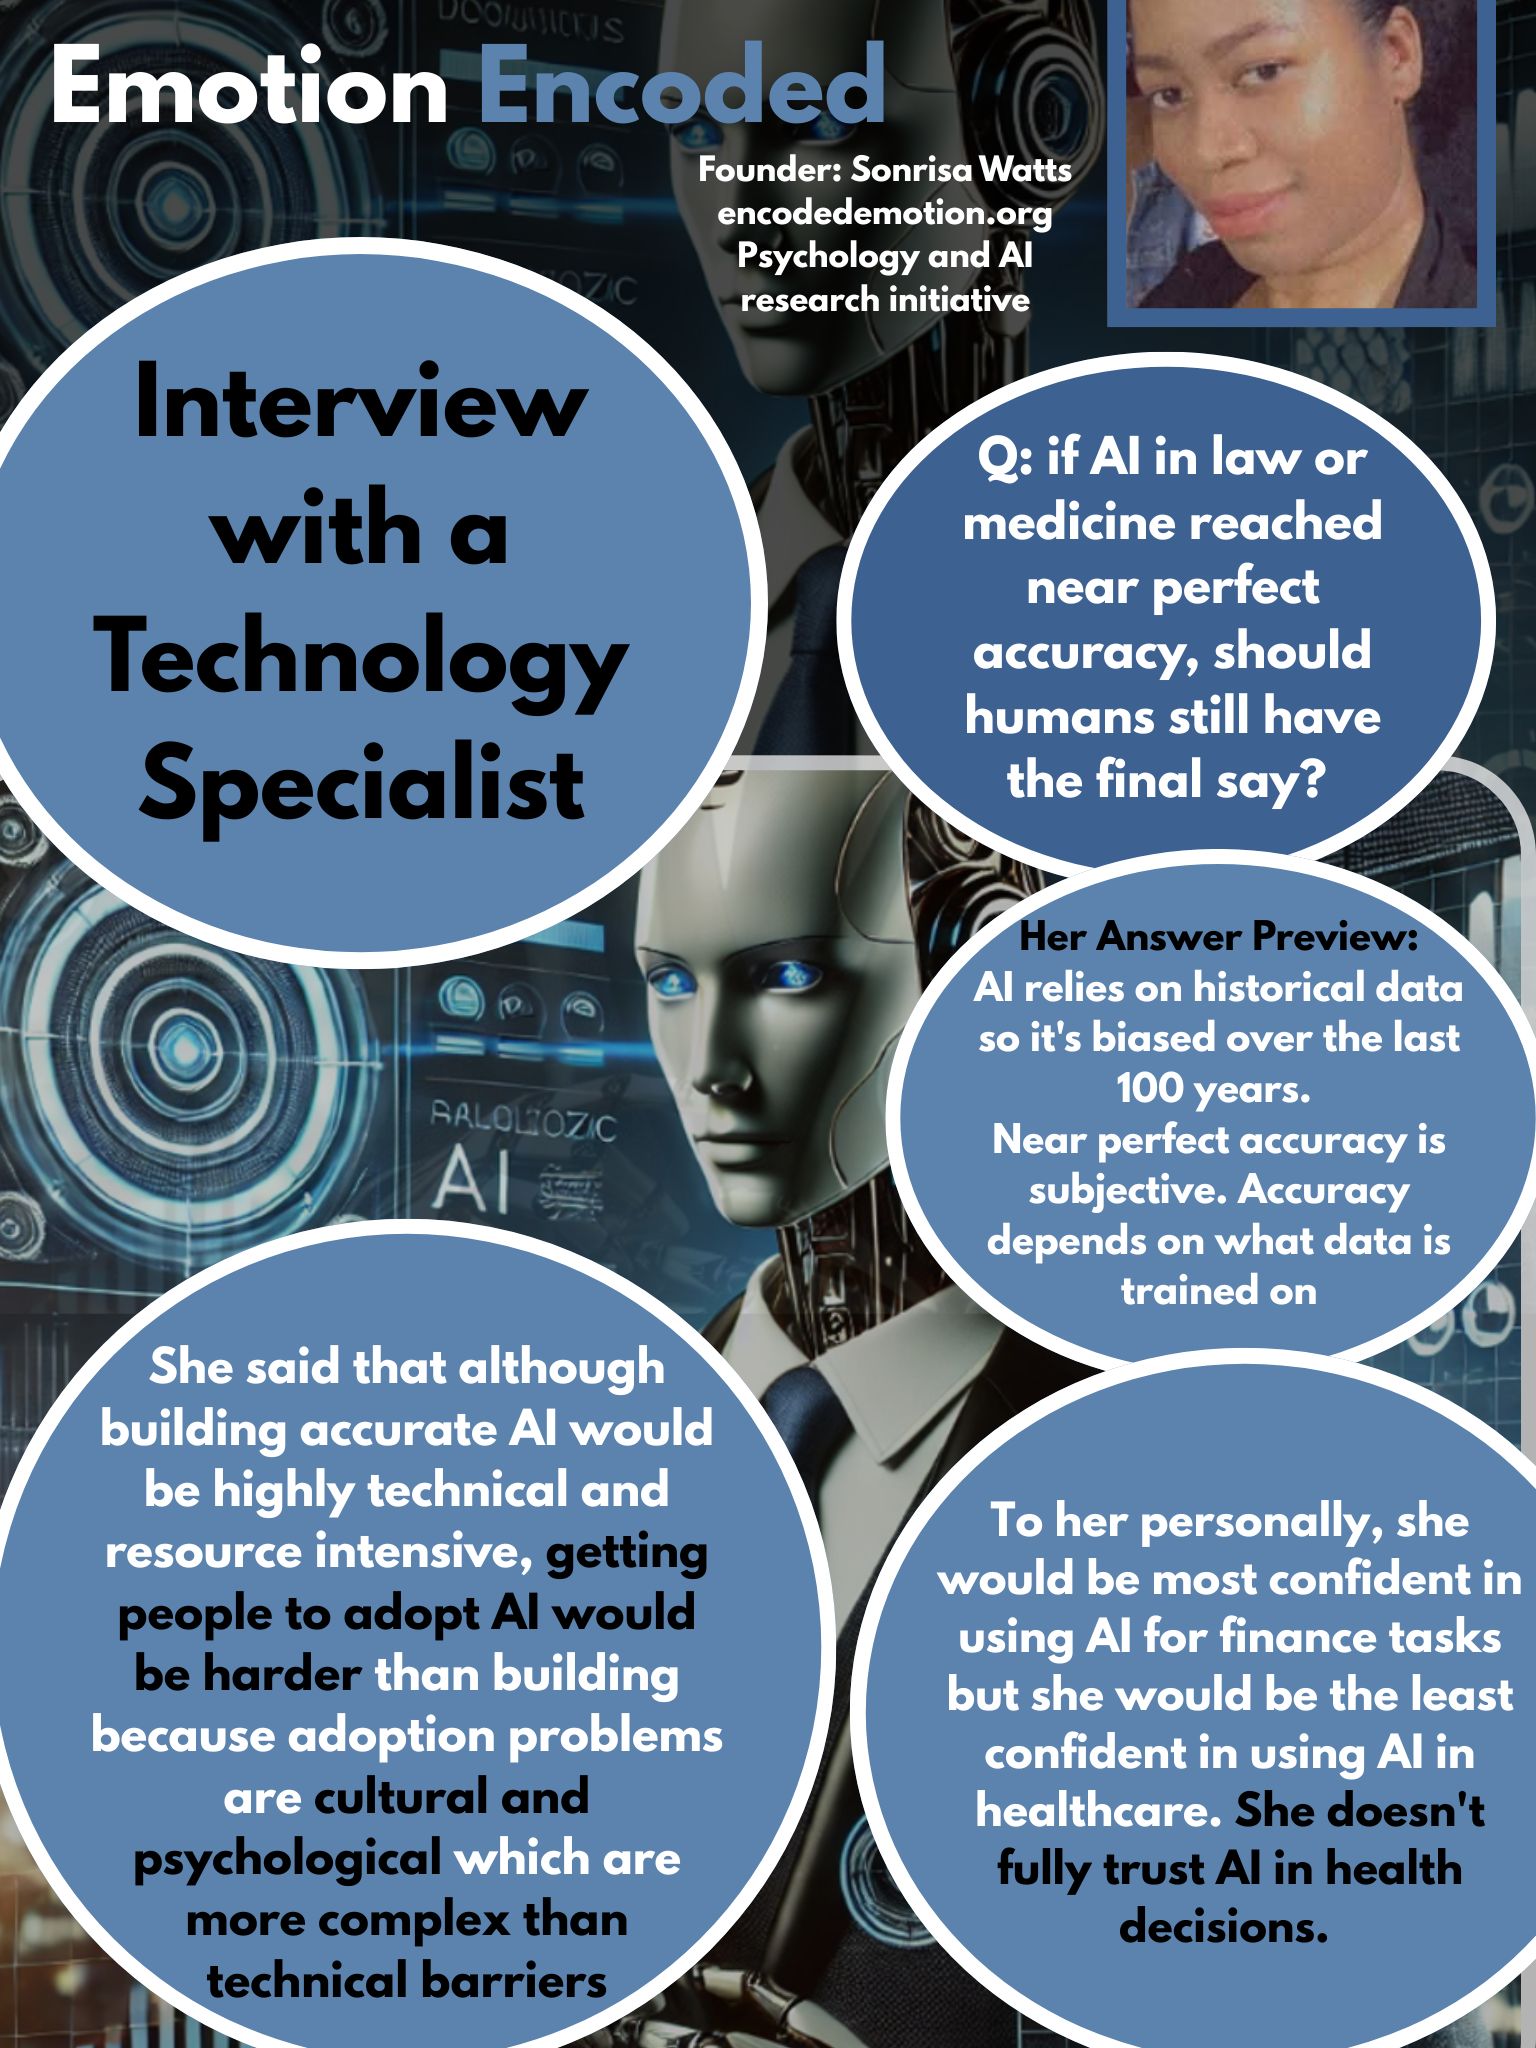 Emotion Encoded
Founder: Sonrisa Watts
encodedemotion.org
Psychology and AI
research initiative
Interview
with a
Technology
Specialist
Q: if AI in law or
medicine reached
near perfect
accuracy, should
humans still have
the final say?
Her Answer Preview:
AI relies on historical data
so it's biased over the last
100 years.
Near perfect accuracy is
subjective. Accuracy
depends on what data is
trained on
AI
She said that although
building accurate AI would
be highly technical and
resource intensive, getting
people to adopt AI would
be harder than building
because adoption problems
are cultural and
psychological which are
more complex than
technical barriers
To her personally, she
would be most confident in
using AI for finance tasks
but she would be the least
confident in using AI in
healthcare. She doesn't
fully trust AI in health
decisions.